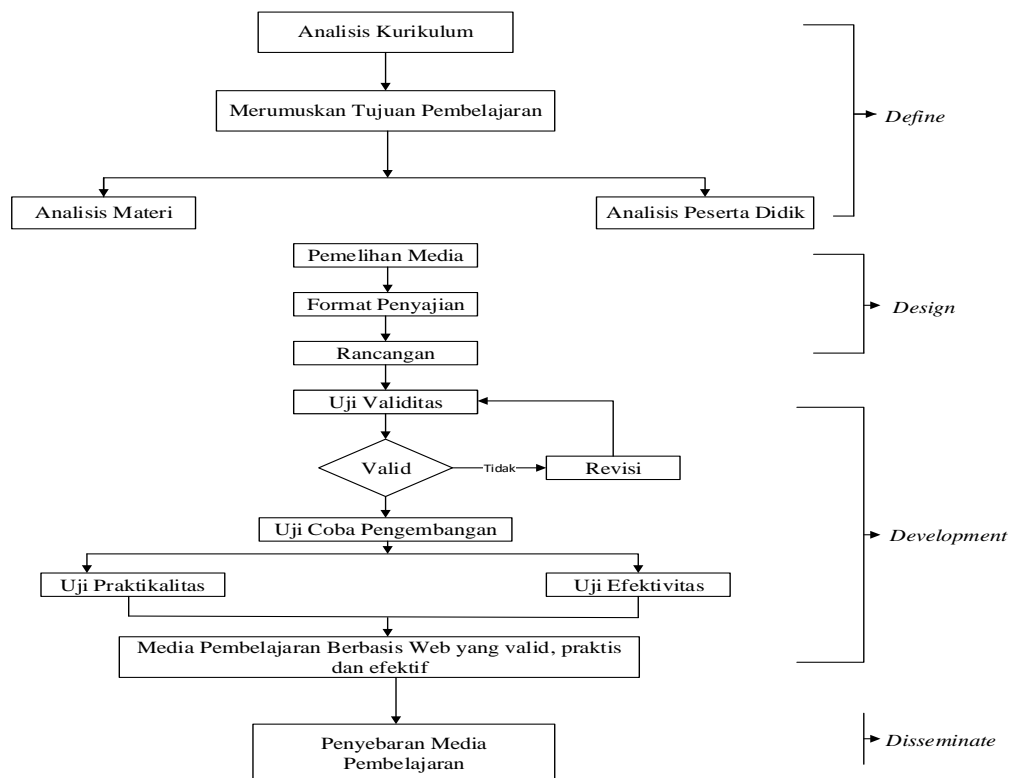 Analisis Kurikulum
Merumuskan Tujuan Pembelajaran
Define
Analisis Materi
Analisis Peserta Didik
Pemelihan Media
Format Penyajian
Design
Rancangan
Uji Validitas
Valid
Tidak
Revisi
Uji Coba Pengembangan
Development
Uji Praktikalitas
Uji Efektivitas
Media Pembelajaran Berbasis Web yang valid, praktis
dan efektif
Penyebaran Media
Pembelajaran
Disseminate